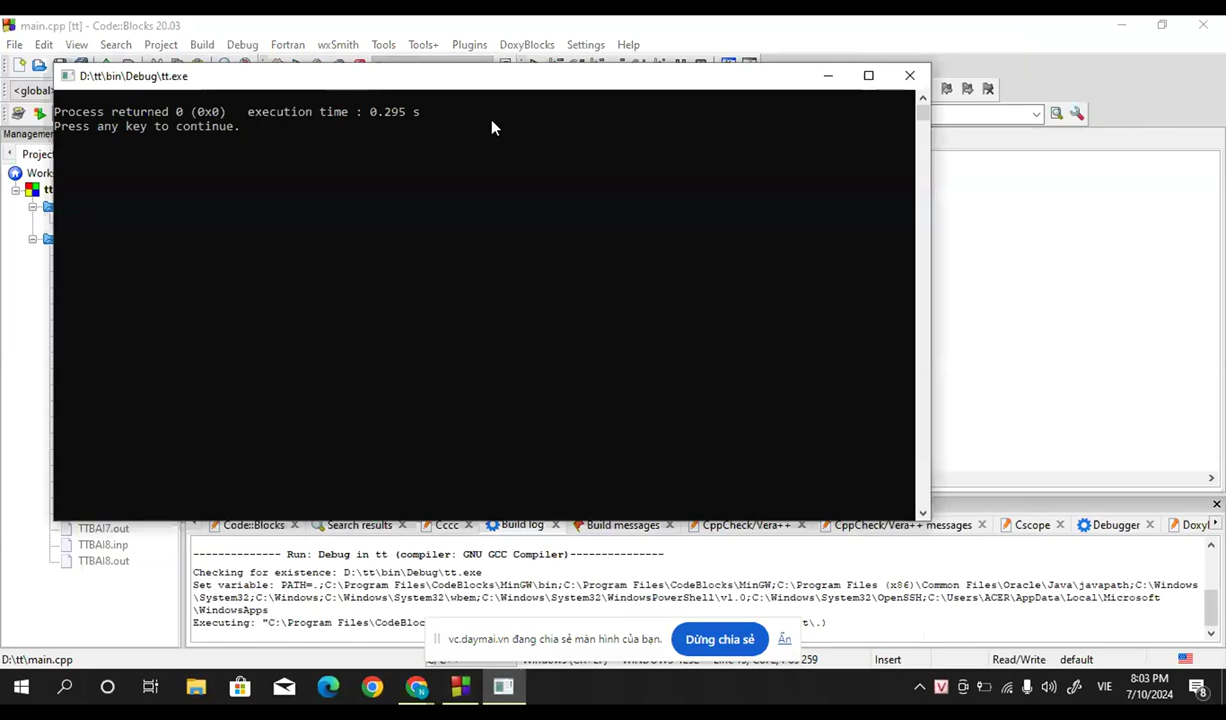 main.cpp [tt] - Code::Blocks 20.03
File Edit View Search Project Build Debug Fortran wxSmith Tools Tools+ Plugins DoxyBlocks Settings Help
D:\tt\bin\Debug\tt.exe
<global>
Process returned 0 (0x0)   execution time : 0.295 s
Press any key to continue.
Management
TTBAI7.out
TTBAI8.inp
TTBAI8.out
Code::Blocks Search results Cccc Build log Build messages CppCheck/Vera++ CppCheck/Vera++ messages Cscope Debugger
-------------- Run: Debug in tt (compiler: GNU GCC Compiler)---------------
Checking for existence: D:\tt\bin\Debug\tt.exe
Set variable: PATH=.;C:\Program Files\CodeBlocks\MinGW\bin;C:\Program Files\CodeBlocks\MinGW;C:\Program Files (x86)\Common Files\Oracle\Java\javapath;C:\Windows
\System32;C:\Windows;C:\Windows\System32\wbem;C:\Windows\System32\WindowsPowerShell\v1.0;C:\Windows\System32\OpenSSH;C:\Users\ACER\AppData\Local\Microsoft
\WindowsApps
Executing: "C:\Program Files\CodeBloc
vc.daymai.vn đang chia sẻ màn hình của bạn. Dừng chia sẻ Ẩn
D:\tt\main.cpp Insert Read/Write default
VIE
8:03 PM
7/10/2024
8